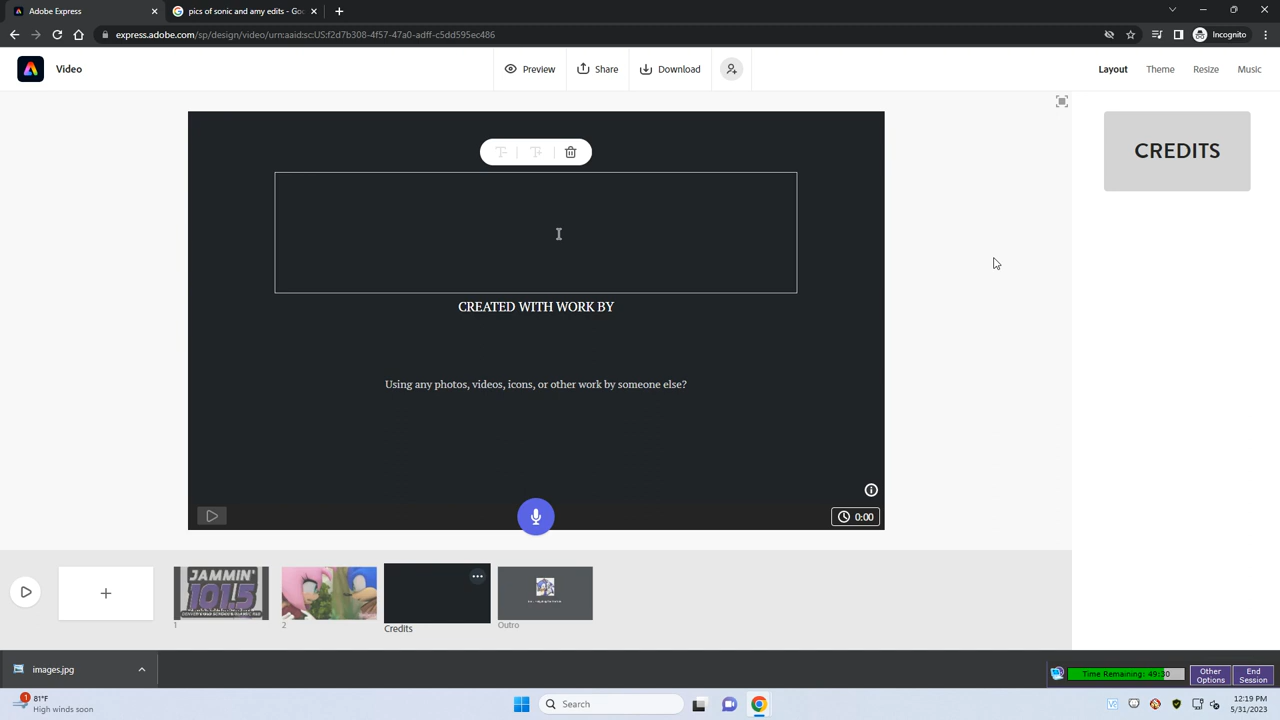 Adobe Express
pics of sonic and amy edits - Goo
express.adobe.com/sp/design/video/urn:aaid:sc:US:f2d7b308-4f57-47a0-adff-c5dd595ec486
Incognito
Video
Preview
Share
Download
Layout
Theme
Resize
Music
CREDITS
CREATED WITH WORK BY
Using any photos, videos, icons, or other work by someone else?
0:00
JAMMIN'
101.5
1
2
Credits
Outro
images.jpg
Time Remaining: 49:30
Other
Options
End
Session
1
81°F
High winds soon
Search
12:19 PM
5/31/2023